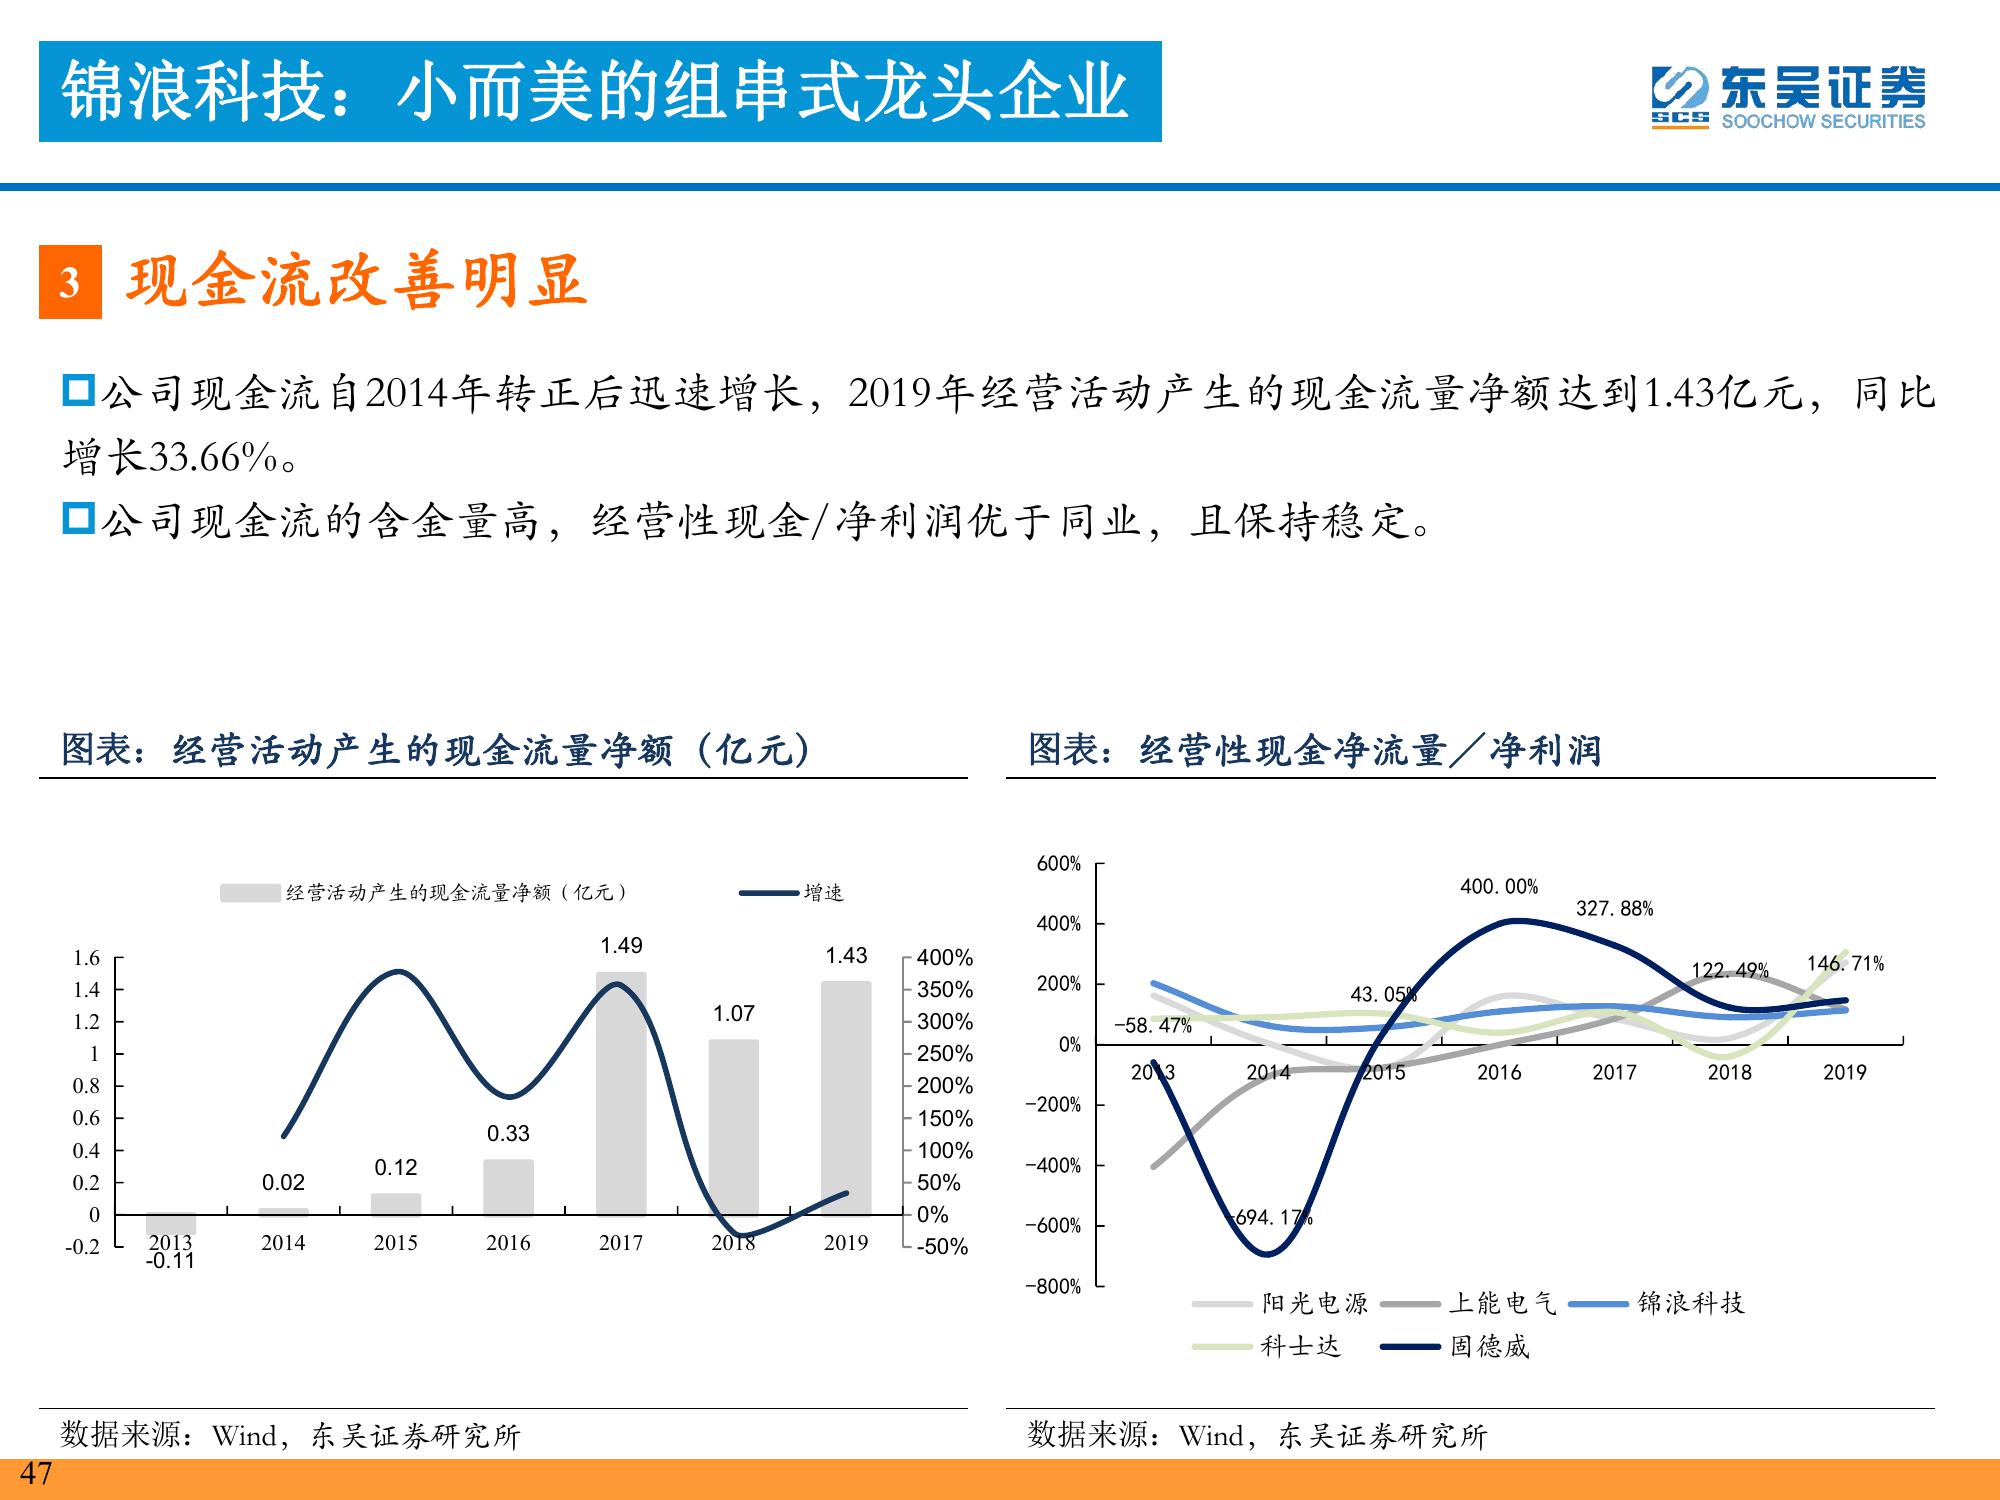 锦浪科技：小而美的组串式龙头企业
东吴证券
SCS SOOCHOW SECURITIES
3 现金流改善明显
公司现金流自2014年转正后迅速增长，2019年经营活动产生的现金流量净额达到1.43亿元，同比
增长33.66%。
公司现金流的含金量高，经营性现金/净利润优于同业，且保持稳定。
图表：经营活动产生的现金流量净额（亿元）
经营活动产生的现金流量净额（亿元） 增速
1.6
1.4
1.2
1
0.8
0.6
0.4
0.2
0
-0.2
-0.11
0.02
0.12
0.33
1.49
1.07
1.43
2013 2014 2015 2016 2017 2018 2019
400%
350%
300%
250%
200%
150%
100%
50%
0%
-50%
数据来源：Wind，东吴证券研究所
图表：经营性现金净流量／净利润
600%
400%
200%
0%
-200%
-400%
-600%
-800%
-58.47%
-694.17%
43.05%
400.00%
327.88%
122.49%
146.71%
2013 2014 2015 2016 2017 2018 2019
阳光电源 上能电气 锦浪科技
科士达 固德威
数据来源：Wind，东吴证券研究所
47